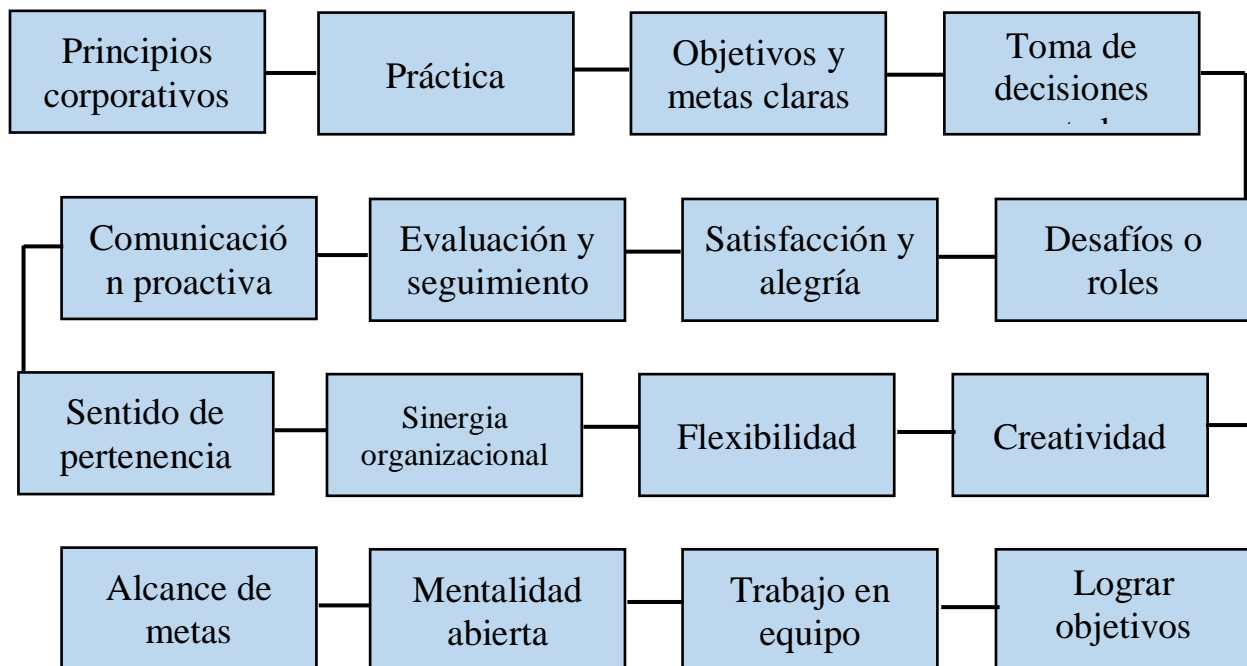 Principios
corporativos
Práctica
Objetivos y
metas claras
Toma de
decisiones
Comunicació
n proactiva
Evaluación y
seguimiento
Satisfacción y
alegría
Desafíos o
roles
Sentido de
pertenencia
Sinergia
organizacional
Flexibilidad
Creatividad
Alcance de
metas
Mentalidad
abierta
Trabajo en
equipo
Lograr
objetivos